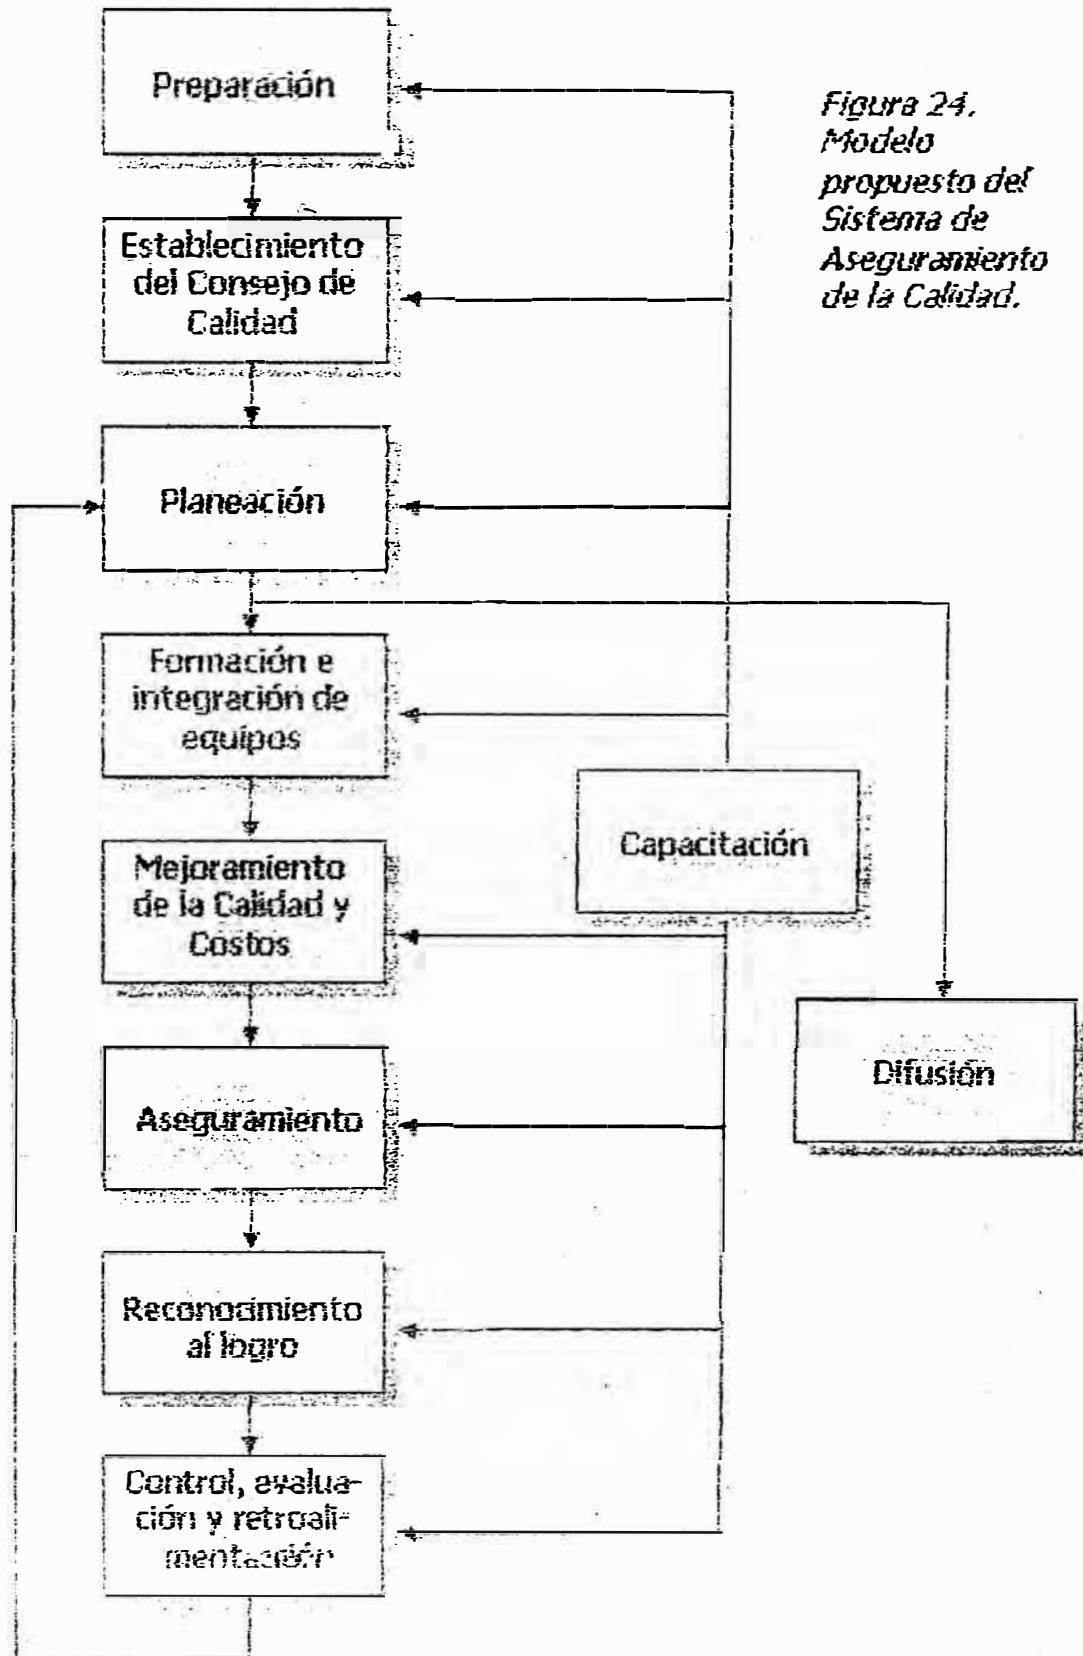 Preparación
Figura 24.
Modelo
propuesto del
Sistema de
Aseguramiento
de la Calidad.
Establecimiento
del Consejo de
Calidad
Planeación
Formación e
integración de
equipos
Capacitación
Mejoramiento
de la Calidad y
Costos
Difusión
Aseguramiento
Reconocimiento
al logro
Control, evalua-
ción y retroali-
mentación